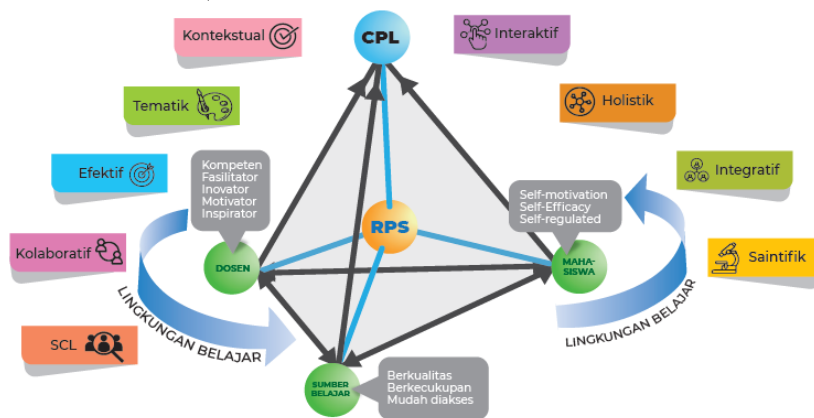 Kontekstual
CPL
Interaktif
Tematik
Holistik
Efektif
Kompeten
Fasilitator
Inovator
Motivator
Inspirator
Self-motivation
Self-Efficacy
Self-regulated
Integratif
RPS
Kolaboratif
DOSEN
MAHA-
SISWA
Saintifik
LINGKUNGAN BELAJAR
LINGKUNGAN BELAJAR
SCL
SUMBER
BELAJAR
Berkualitas
Berkecukupan
Mudah diakses